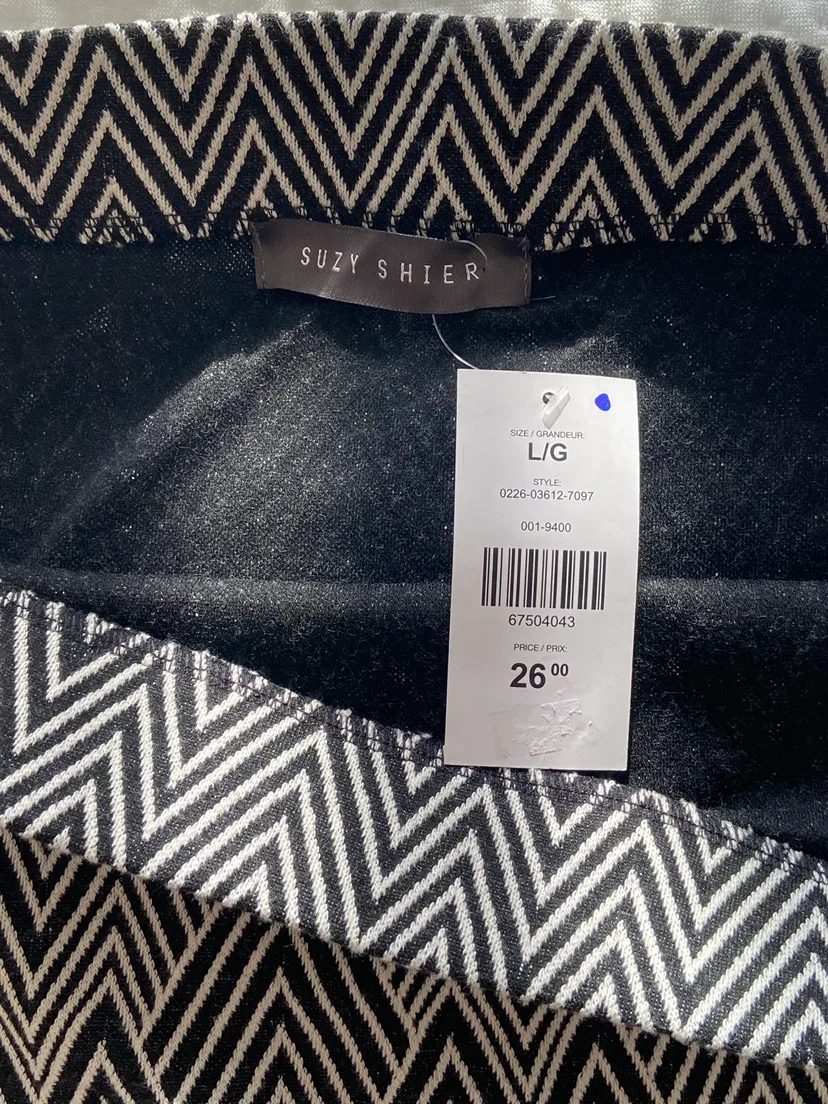 SUZY SHIER
SIZE / GRANDEUR:
L/G
STYLE:
0226-03612-7097
001-9400
67504043
PRICE / PRIX:
26 00